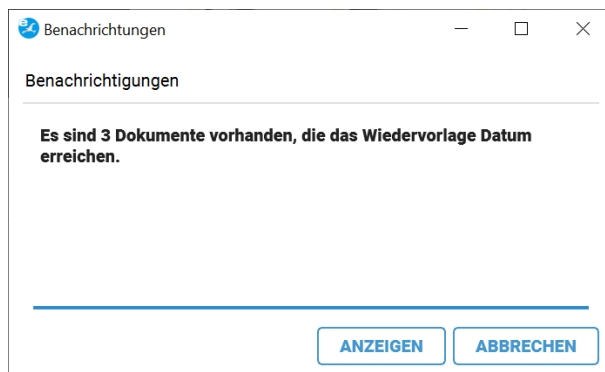 Benachrichtungen
Benachrichtigungen
Es sind 3 Dokumente vorhanden, die das Wiedervorlage Datum
erreichen.
ANZEIGEN ABBRECHEN